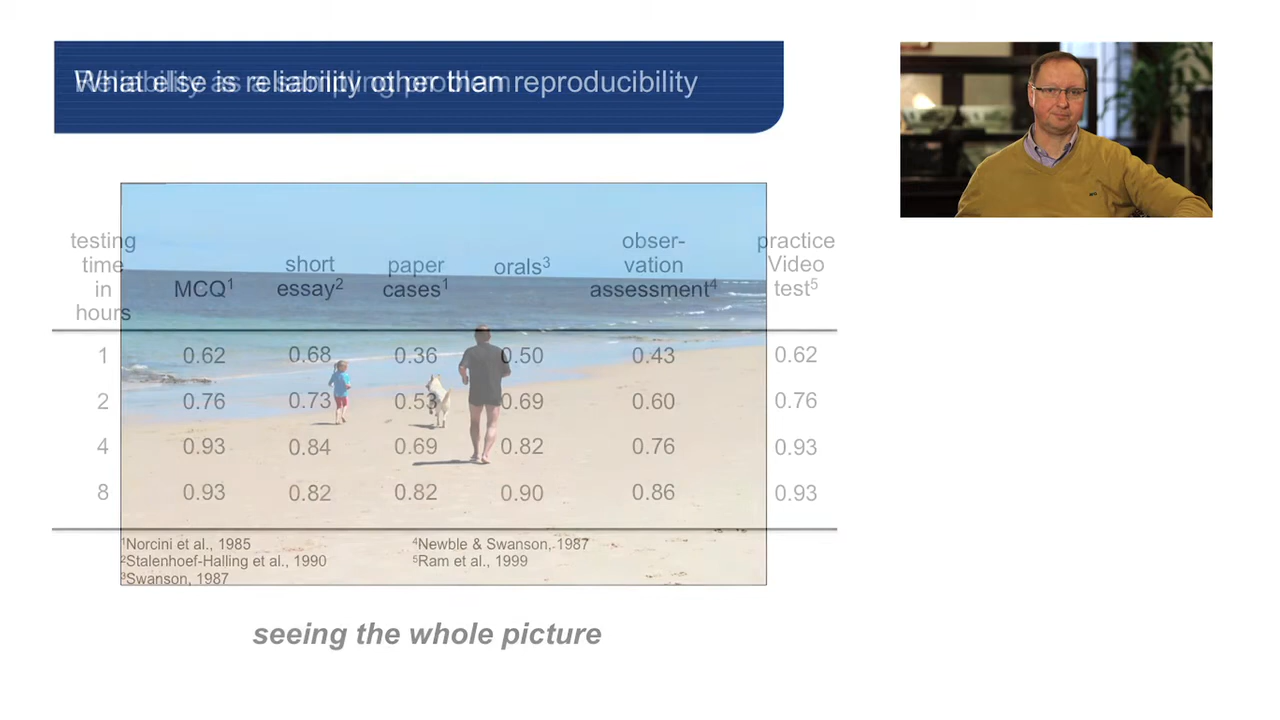 What else is reliability other than reproducibility
Reliability as a sampling problem
testing time in hours MCQ1 short essay2 paper cases1 orals3 obser-vation assessment4 practice Video test5
1 0.62 0.68 0.36 0.50 0.43 0.62
2 0.76 0.73 0.53 0.69 0.60 0.76
4 0.93 0.84 0.69 0.82 0.76 0.93
8 0.93 0.82 0.82 0.90 0.86 0.93
1Norcini et al., 1985
2Stalenhoef-Halling et al., 1990
3Swanson, 1987
4Newble & Swanson, 1987
5Ram et al., 1999
seeing the whole picture